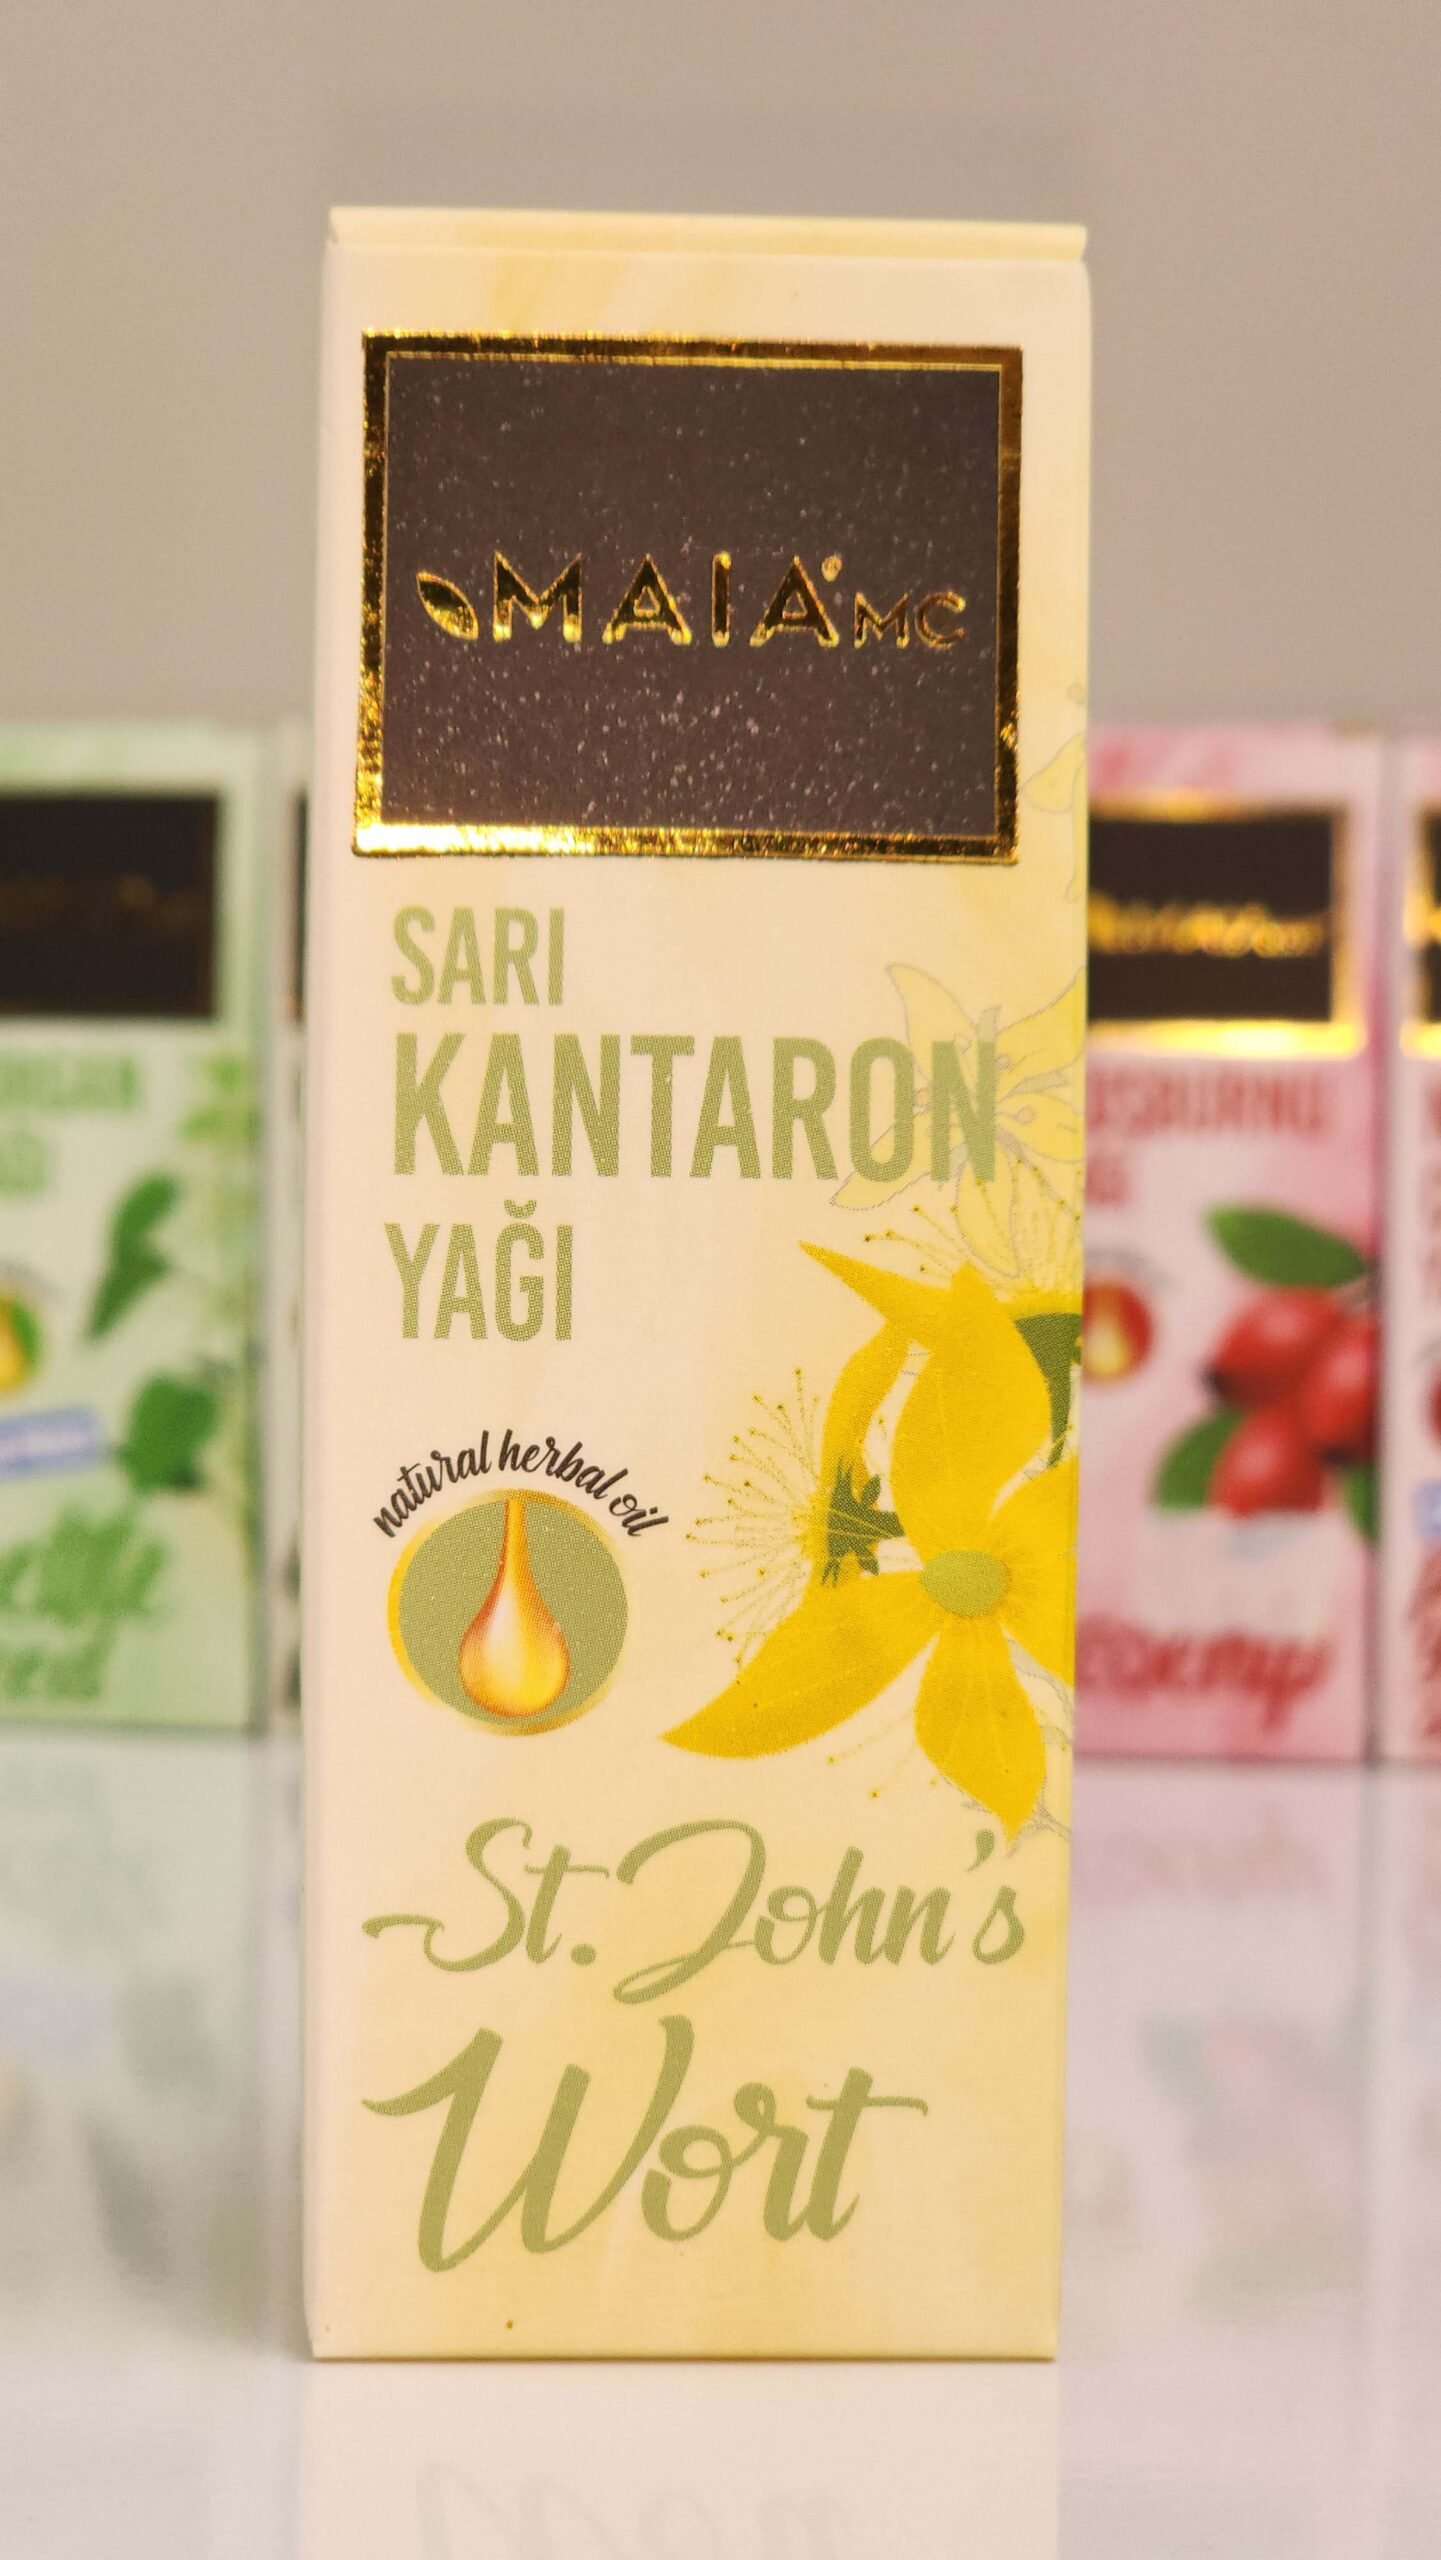 MAIA® MC
SARI
KANTARON
YAĞI
natural herbal oil
St. John's
Wort